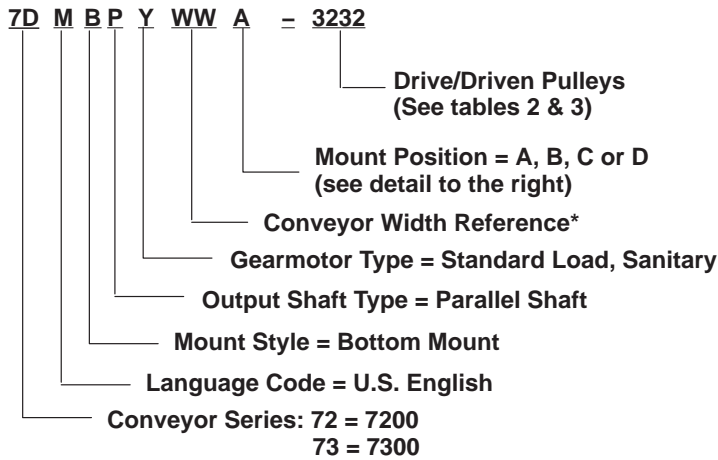 7D M B P Y WW A – 3232
Drive/Driven Pulleys
(See tables 2 & 3)
Mount Position = A, B, C or D
(see detail to the right)
Conveyor Width Reference*
Gearmotor Type = Standard Load, Sanitary
Output Shaft Type = Parallel Shaft
Mount Style = Bottom Mount
Language Code = U.S. English
Conveyor Series: 72 = 7200
73 = 7300